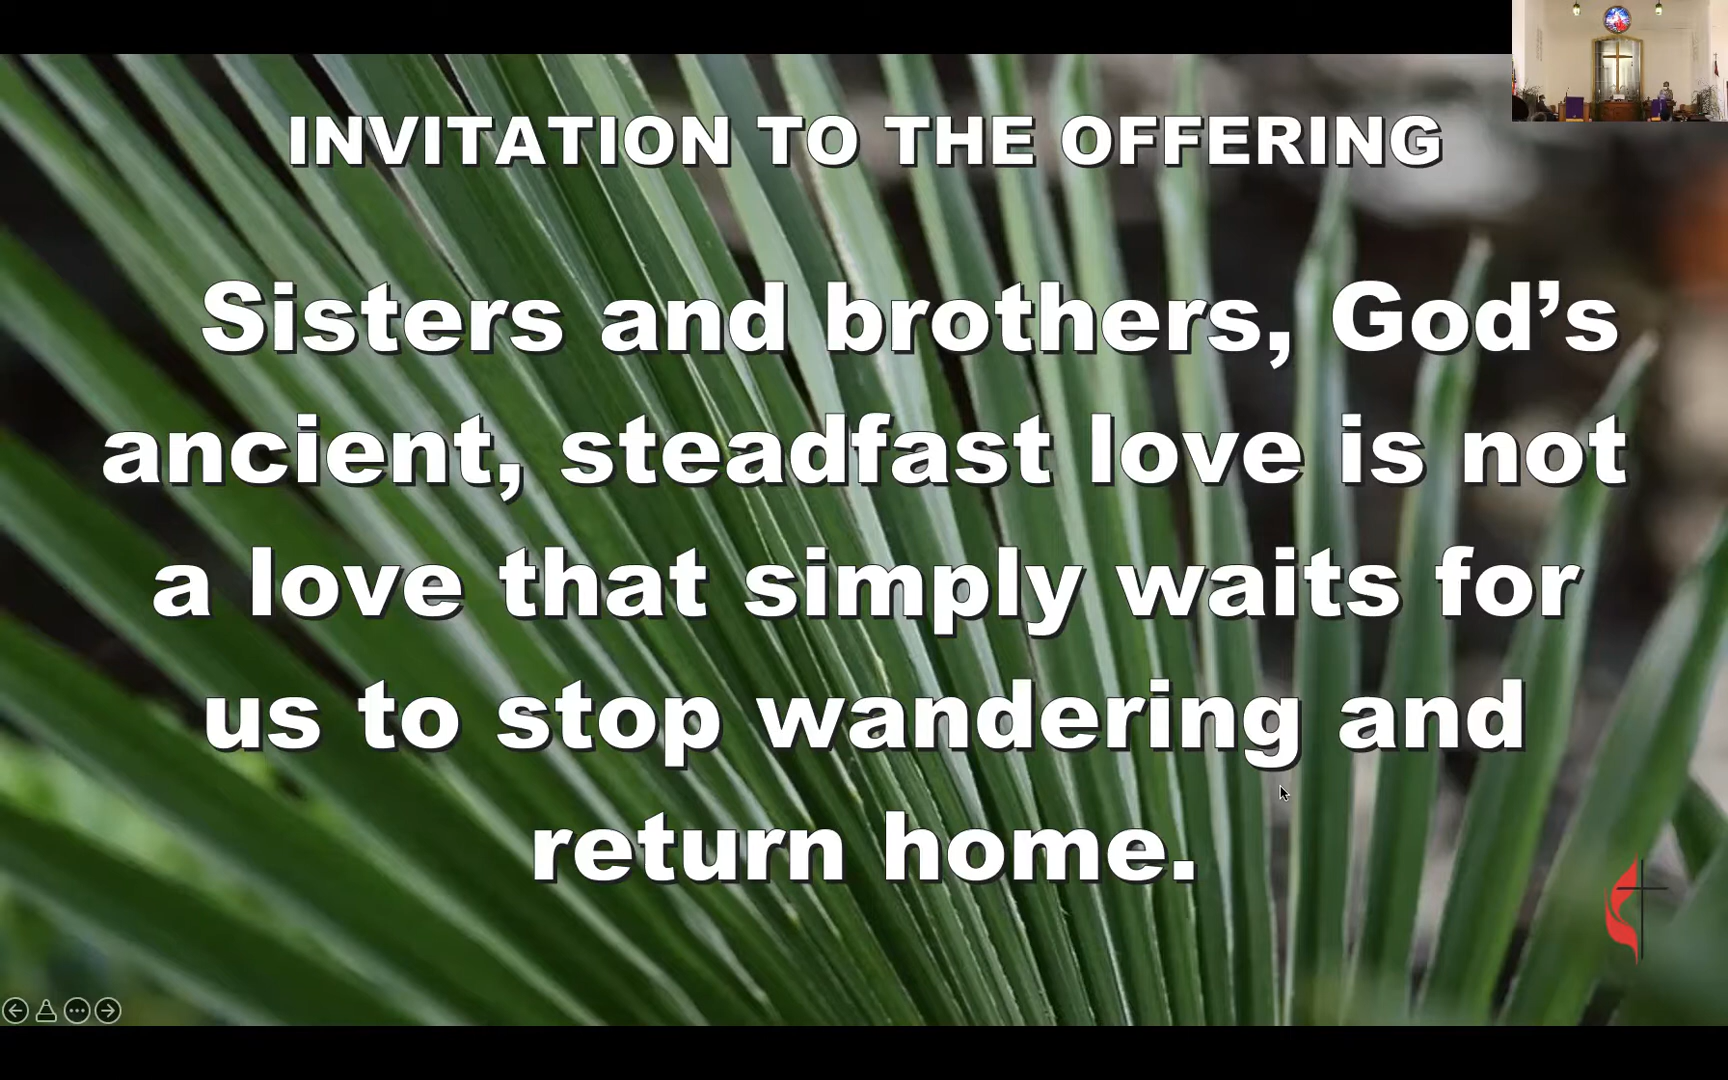 INVITATION TO THE OFFERING
Sisters and brothers, God’s
ancient, steadfast love is not
a love that simply waits for
us to stop wandering and
return home.